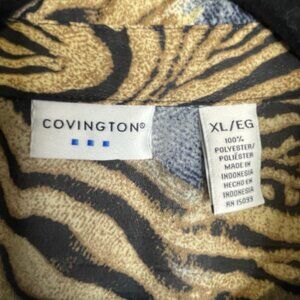 COVINGTON®
XL/EG
100%
POLYESTER/
POLIÉSTER
MADE IN
INDONESIA
HECHO EN
INDONESIA
RN 15099